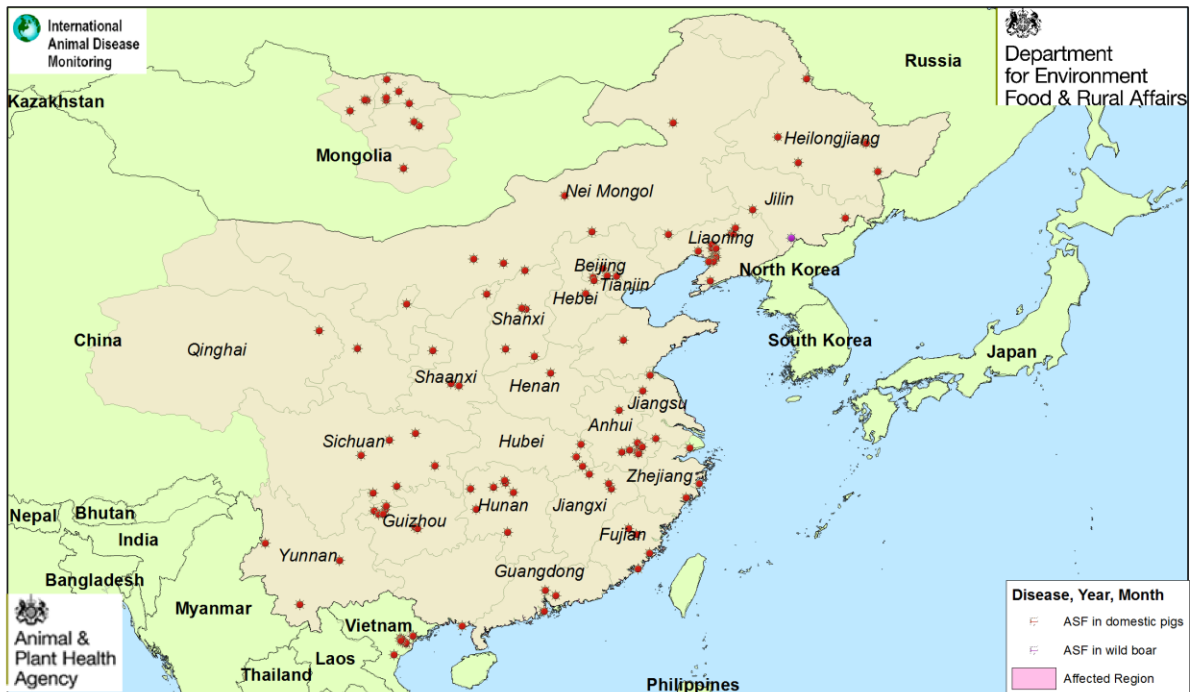 International
Animal Disease
Monitoring
Department
for Environment
Food & Rural Affairs
Russia
Kazakhstan
Mongolia
Heilongjiang
Nei Mongol
Jilin
Liaoning
Beijing
Tianjin
North Korea
Hebei
Shanxi
South Korea
China
Qinghai
Japan
Shaanxi
Henan
Jiangsu
Anhui
Sichuan
Hubei
Zhejiang
Hunan
Jiangxi
Guizhou
Nepal
Bhutan
India
Fujian
Yunnan
Guangdong
Bangladesh
Myanmar
Vietnam
Laos
Thailand
Philippines
Animal &
Plant Health
Agency
Disease, Year, Month
ASF in domestic pigs
ASF in wild boar
Affected Region